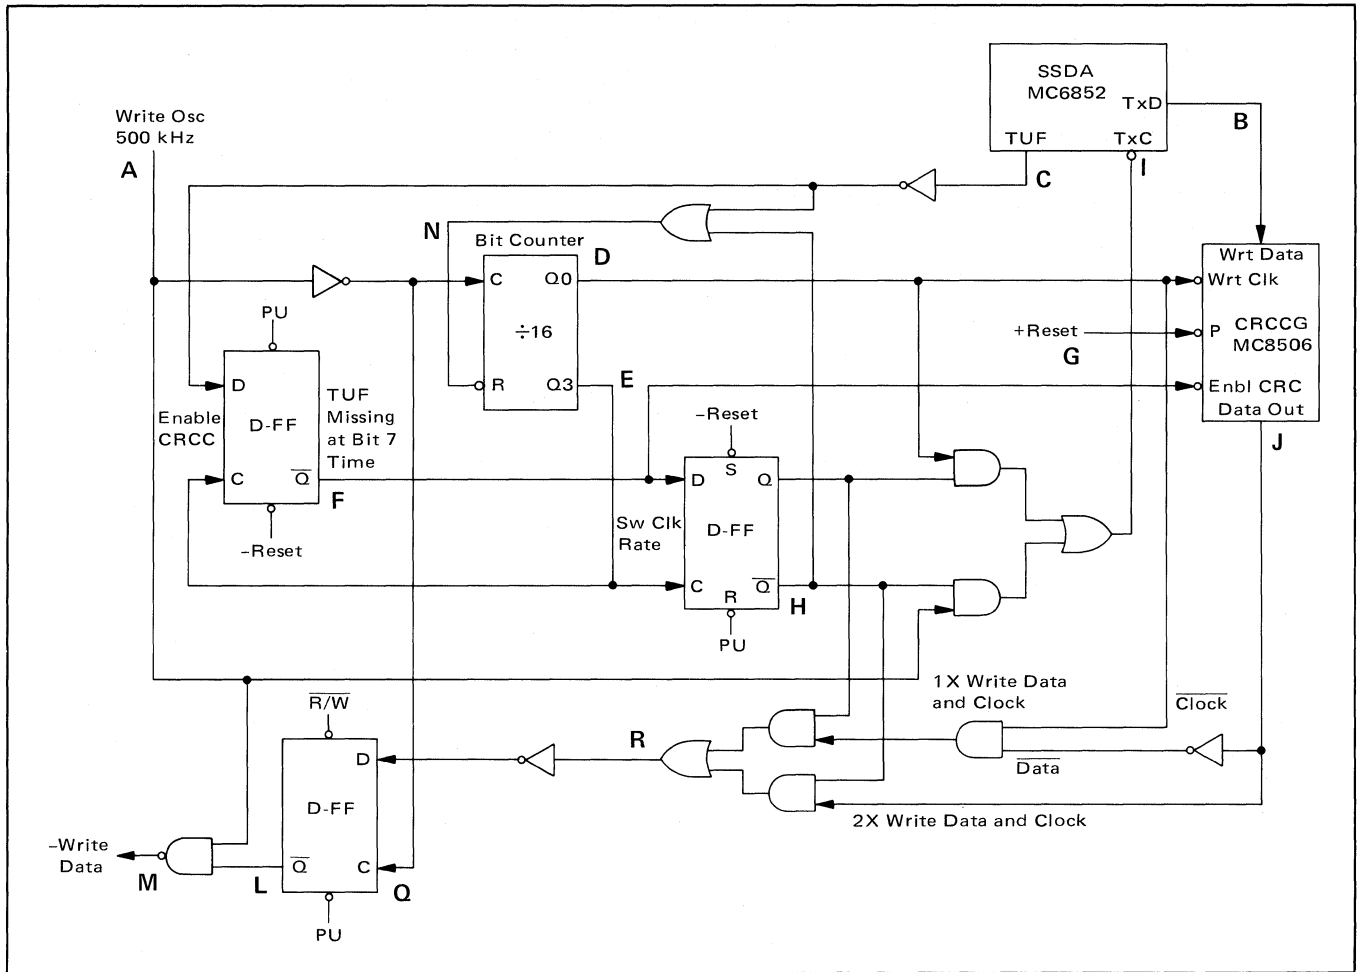 SSDA
MC6852
TxD
TUF
TxC
B
I
C
Write Osc
500 kHz
A
N
Bit Counter
D
C
Q0
÷16
R
Q3
E
Wrt Data
Wrt Clk
+Reset
P
CRCCG
MC8506
G
Enbl CRC
Data Out
J
PU
D
Enable
CRCC
D-FF
TUF
Missing
at Bit 7
Time
C
Q̅
F
–Reset
–Reset
S
D
Q
Sw Clk
Rate
D-FF
C
Q̅
R
H
PU
1X Write Data
and Clock
C̅l̅o̅c̅k̅
D̅a̅t̅a̅
2X Write Data and Clock
R
R̅/̅W̅
D
D-FF
Q̅
C
L
Q
PU
–Write
Data
M